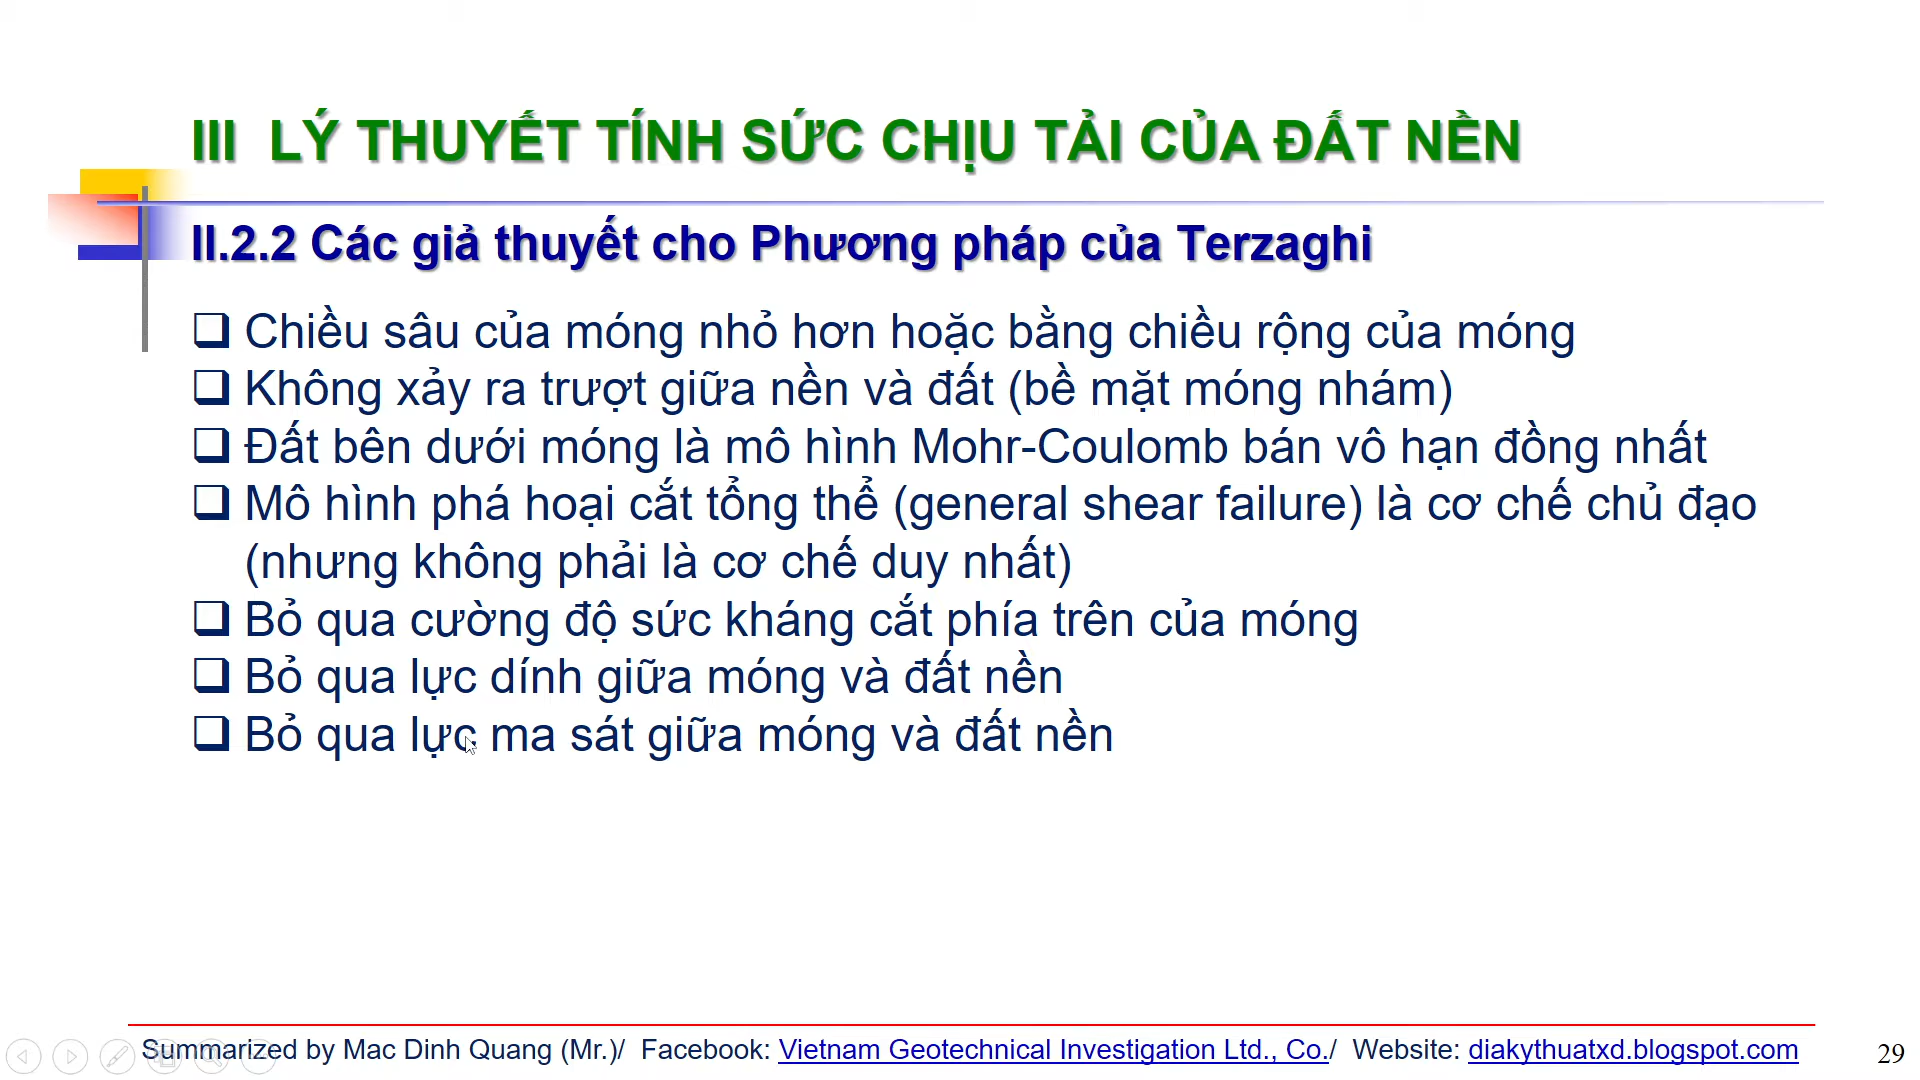 III LÝ THUYẾT TÍNH SỨC CHỊU TẢI CỦA ĐẤT NỀN
II.2.2 Các giả thuyết cho Phương pháp của Terzaghi
❑ Chiều sâu của móng nhỏ hơn hoặc bằng chiều rộng của móng
❑ Không xảy ra trượt giữa nền và đất (bề mặt móng nhám)
❑ Đất bên dưới móng là mô hình Mohr-Coulomb bán vô hạn đồng nhất
❑ Mô hình phá hoại cắt tổng thể (general shear failure) là cơ chế chủ đạo
(nhưng không phải là cơ chế duy nhất)
❑ Bỏ qua cường độ sức kháng cắt phía trên của móng
❑ Bỏ qua lực dính giữa móng và đất nền
❑ Bỏ qua lực ma sát giữa móng và đất nền
Summarized by Mac Dinh Quang (Mr.)/ Facebook: Vietnam Geotechnical Investigation Ltd., Co./ Website: diakythuatxd.blogspot.com
29